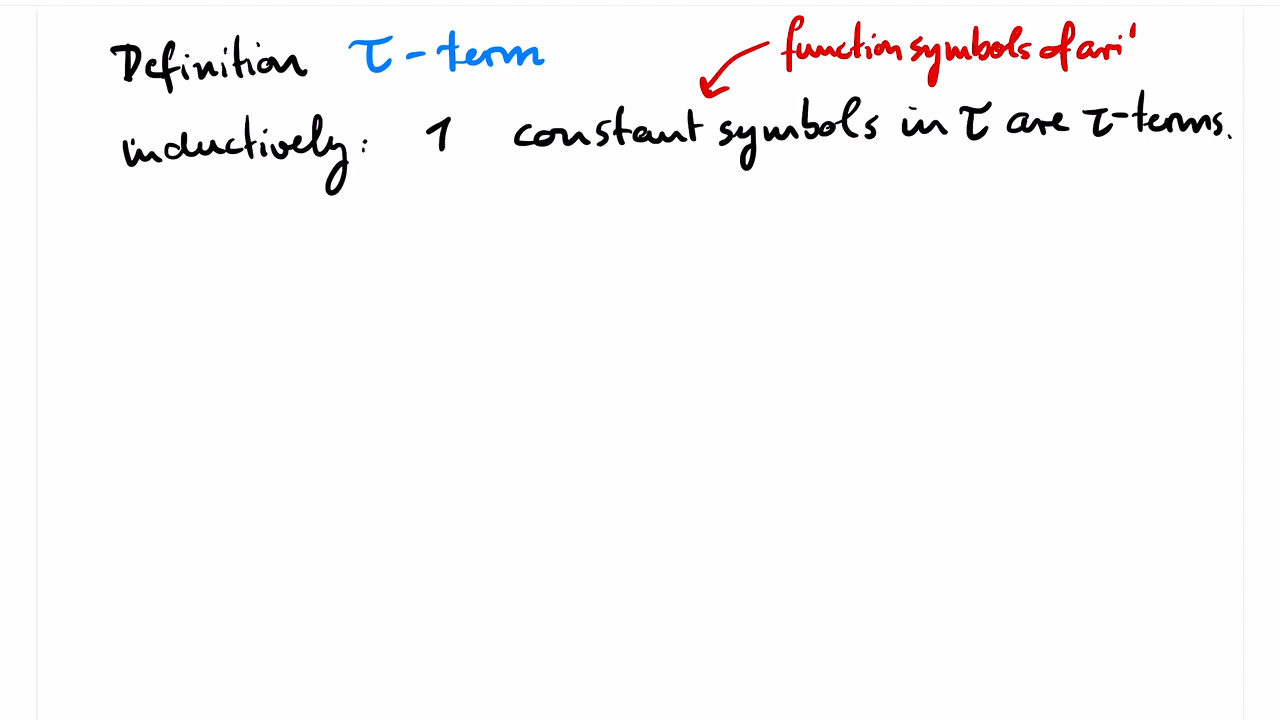 Definition τ-term
function symbols of ari
inductively: 1 constant symbols in τ are τ-terms.